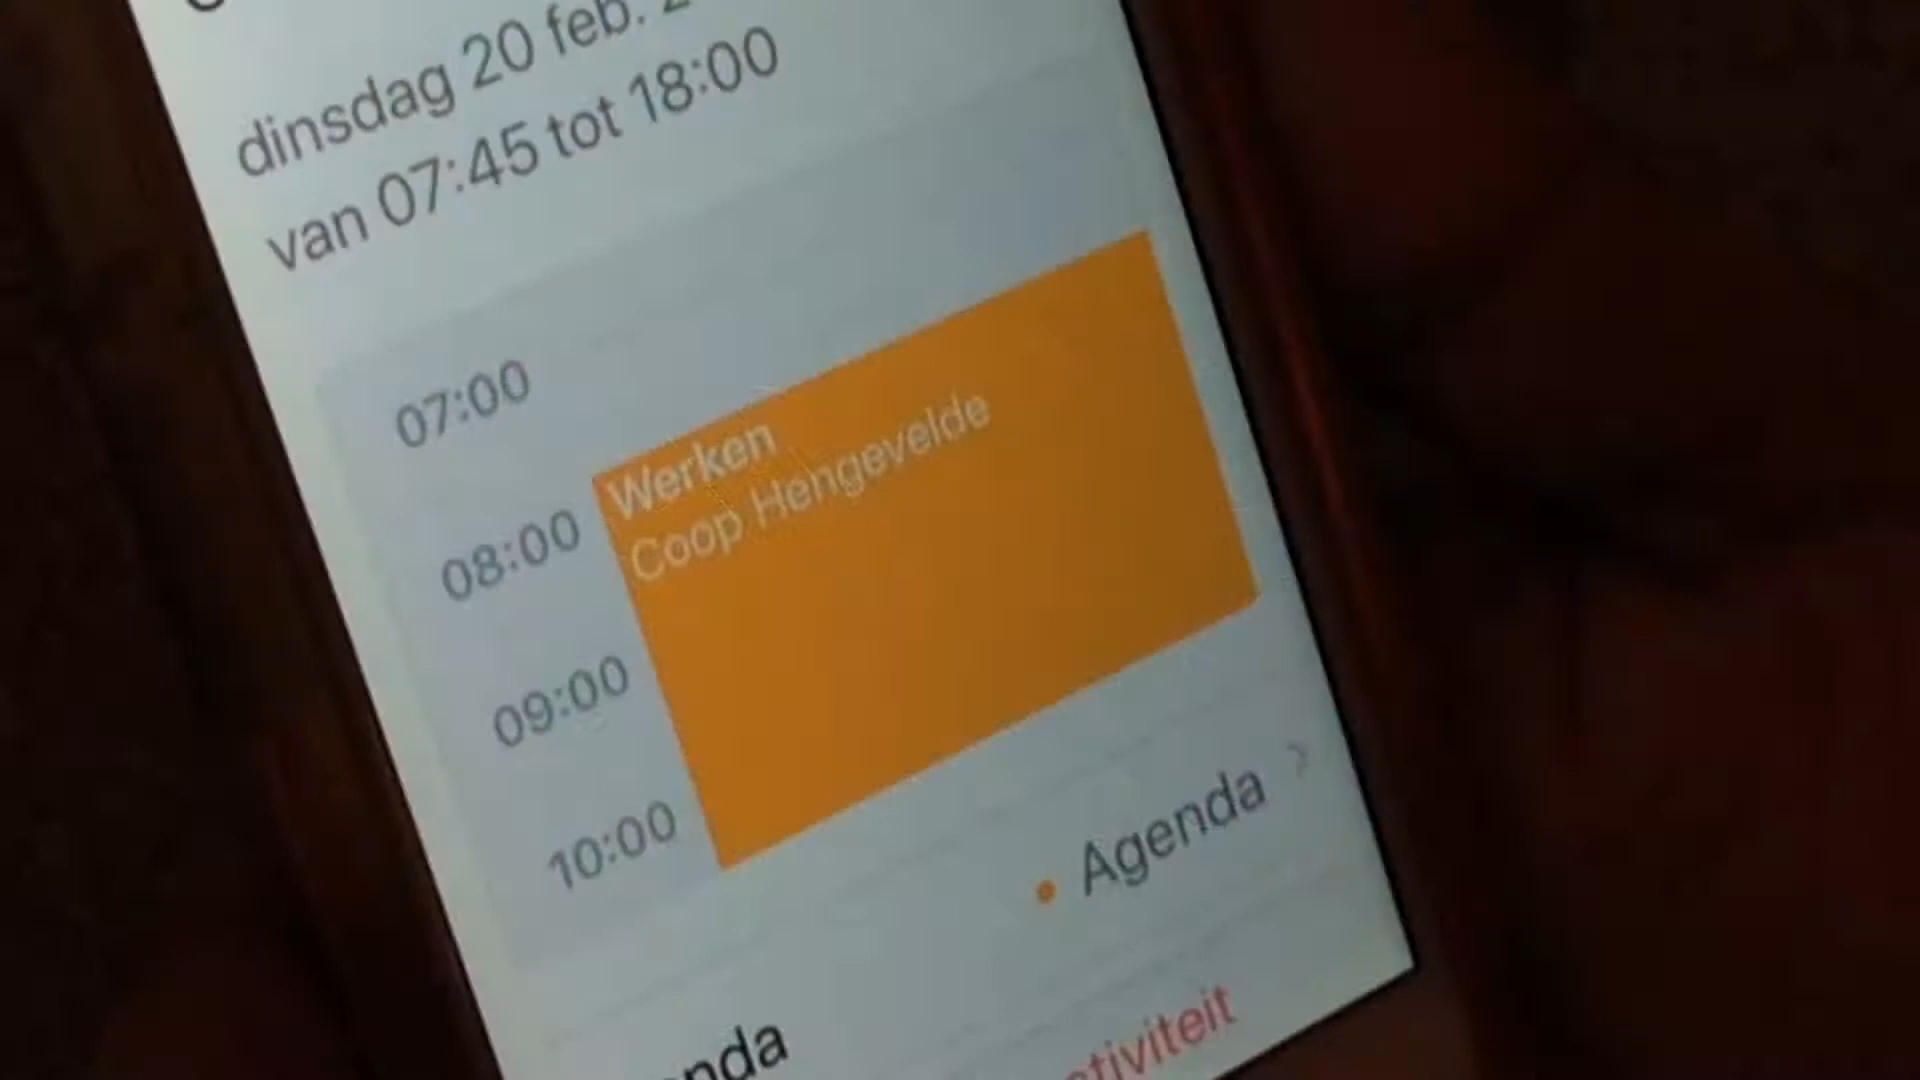 dinsdag 20 feb.
van 07:45 tot 18:00
07:00
Werken
Coop Hengevelde
08:00
09:00
10:00
Agenda